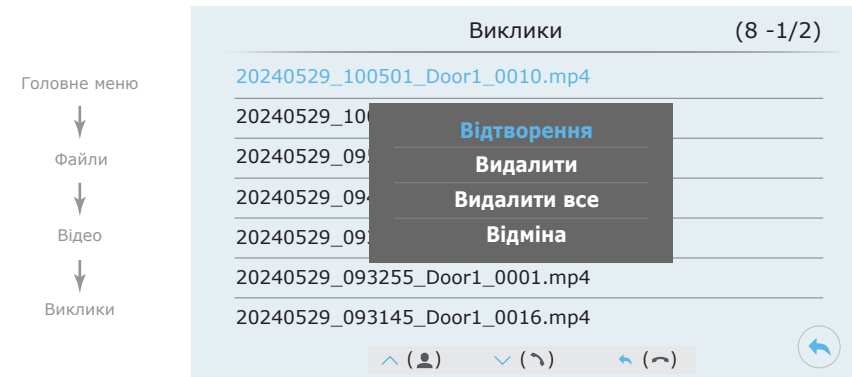 Виклики (8 -1/2)
Головне меню
Файли
Відео
Виклики
20240529_100501_Door1_0010.mp4
20240529_10
20240529_09
20240529_09
20240529_09
20240529_093255_Door1_0001.mp4
20240529_093145_Door1_0016.mp4
Відтворення
Видалити
Видалити все
Відміна